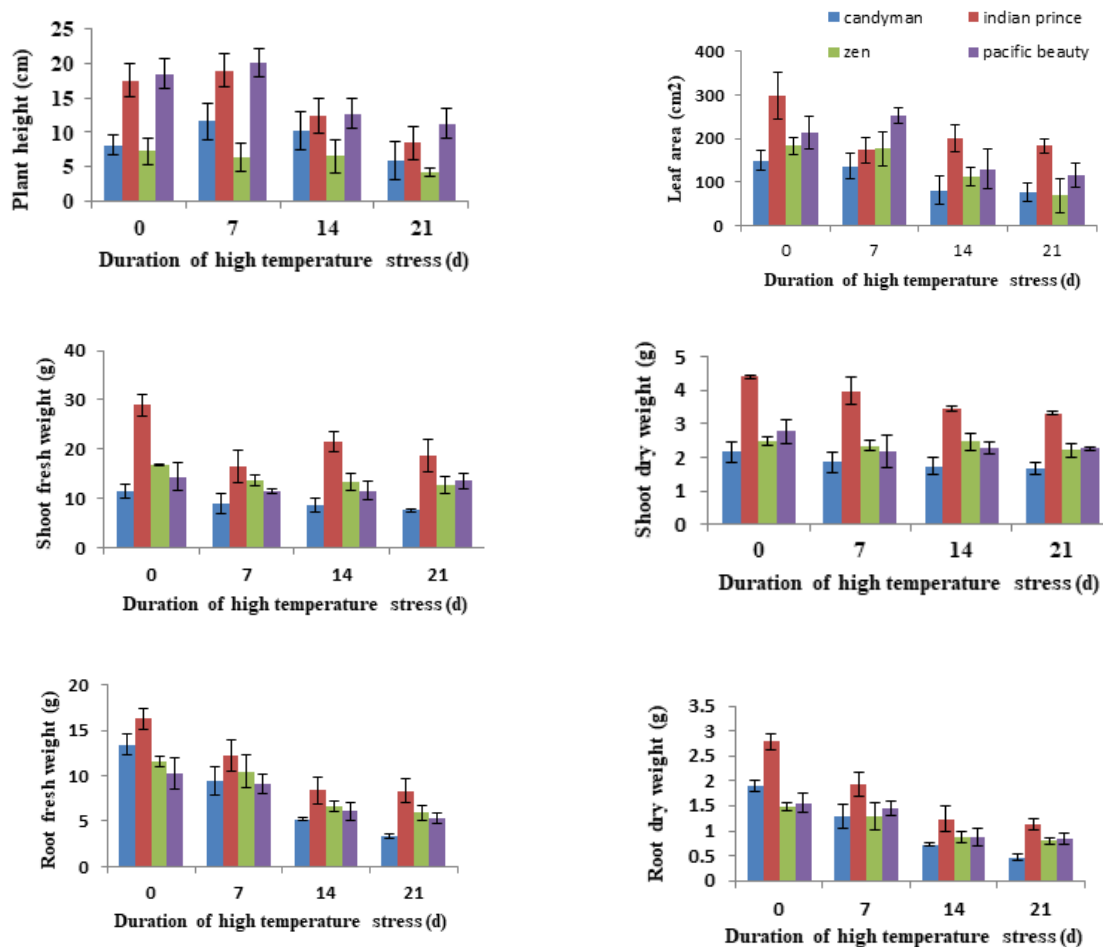 25
20
15
10
5
0
Plant height (cm)
0 7 14 21
Duration of high temperature stress (d)
candyman indian prince
zen pacific beauty
400
300
200
100
0
Leaf area (cm2)
0 7 14 21
Duration of high temperature stress (d)
40
30
20
10
0
Shoot fresh weight (g)
0 7 14 21
Duration of high temperature stress (d)
5
4
3
2
1
0
Shoot dry weight (g)
0 7 14 21
Duration of high temperature stress (d)
20
15
10
5
0
Root fresh weight (g)
0 7 14 21
Duration of high temperature stress (d)
3.5
3
2.5
2
1.5
1
0.5
0
Root dry weight (g)
0 7 14 21
Duration of high temperature stress (d)